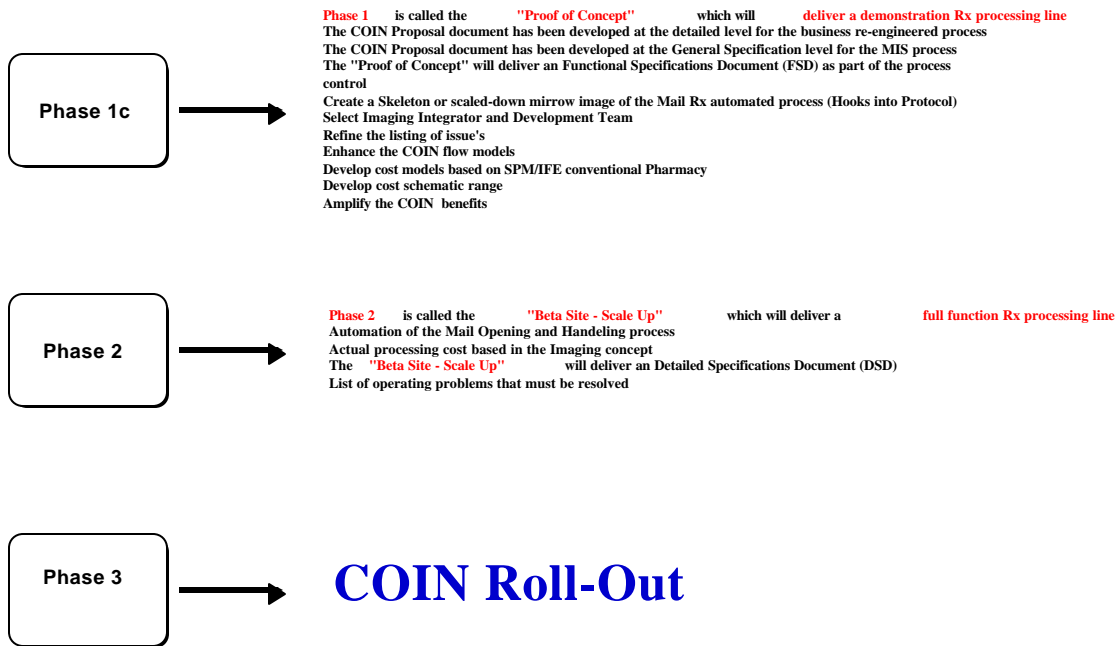 Phase 1 is called the "Proof of Concept" which will deliver a demonstration Rx processing line
The COIN Proposal document has been developed at the detailed level for the business re-engineered process
The COIN Proposal document has been developed at the General Specification level for the MIS process
The "Proof of Concept" will deliver an Functional Specifications Document (FSD) as part of the process
control
Phase 1c
Create a Skeleton or scaled-down mirrow image of the Mail Rx automated process (Hooks into Protocol)
Select Imaging Integrator and Development Team
Refine the listing of issue's
Enhance the COIN flow models
Develop cost models based on SPM/IFE conventional Pharmacy
Develop cost schematic range
Amplify the COIN benefits
Phase 2 is called the "Beta Site - Scale Up" which will deliver a full function Rx processing line
Automation of the Mail Opening and Handeling process
Phase 2
Actual processing cost based in the Imaging concept
The "Beta Site - Scale Up" will deliver an Detailed Specifications Document (DSD)
List of operating problems that must be resolved
Phase 3
COIN Roll-Out